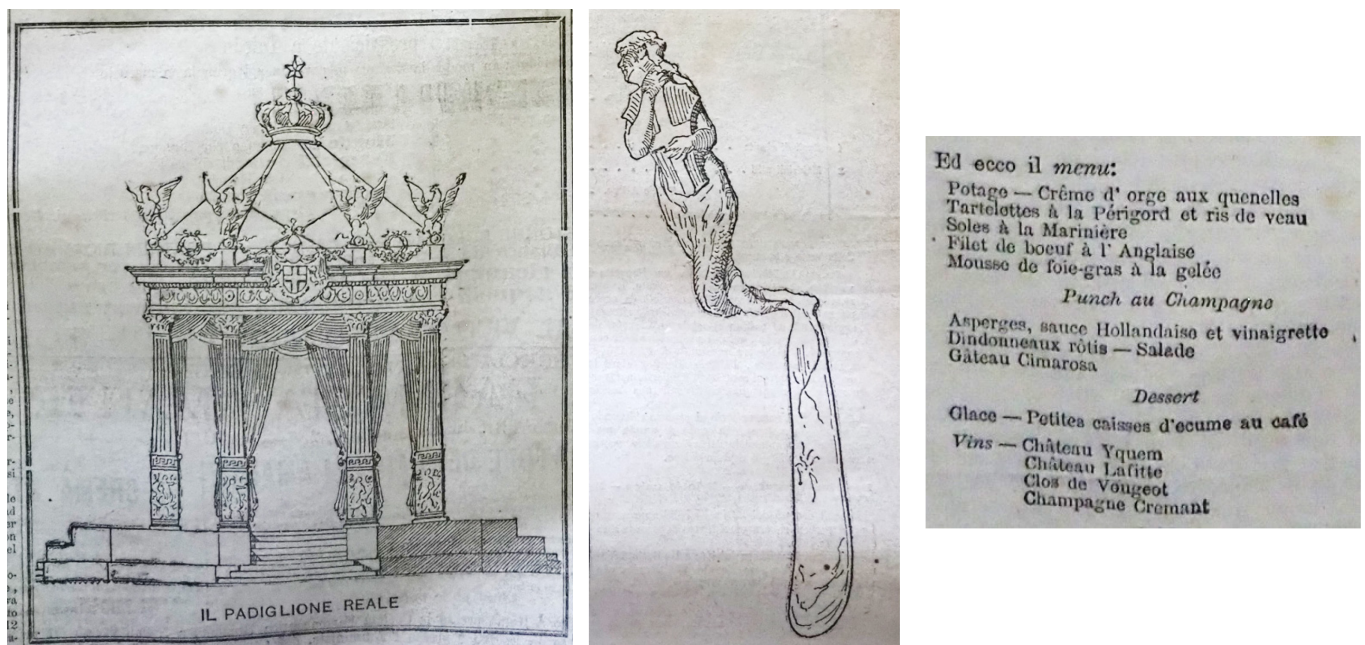 IL PADIGLIONE REALE
Ed ecco il menu:
Potage — Crême d' orge aux quenelles
Tartelettes à la Périgord et ris de veau
Soles à la Marinière
Filet de boeuf à l' Anglaise
Mousse de foie-gras à la gelée
Punch au Champagne
Asperges, sauce Hollandaise et vinaigrette
Dindonneaux rôtis — Salade
Gâteau Cimarosa
Dessert
Glace — Petites caisses d'ecume au café
Vins — Château Yquem
Château Lafitte
Clos de Vougeot
Champagne Cremant